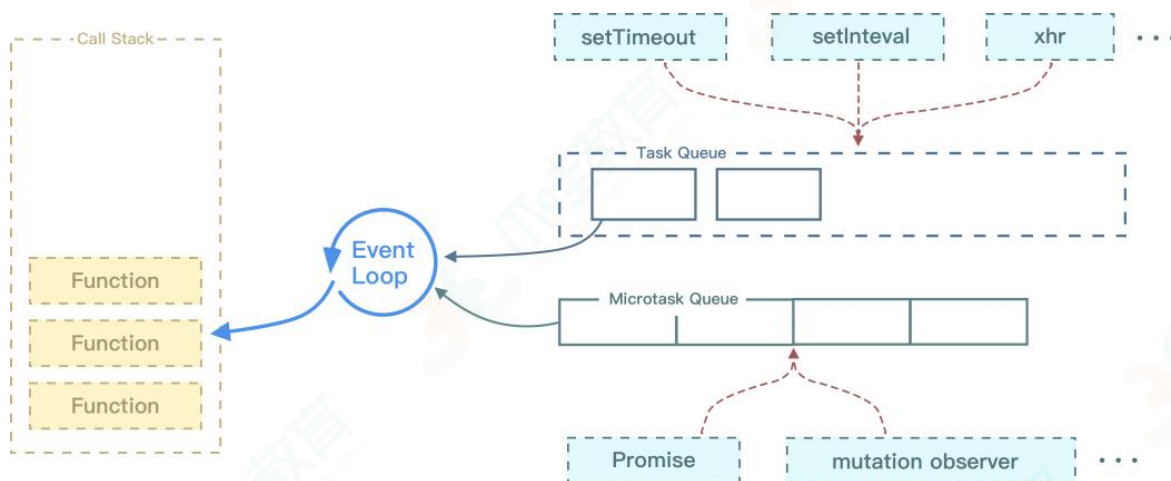 Call Stack
setTimeout
setInteval
xhr
Task Queue
Event
Loop
Function
Microtask Queue
Function
Function
Promise
mutation observer